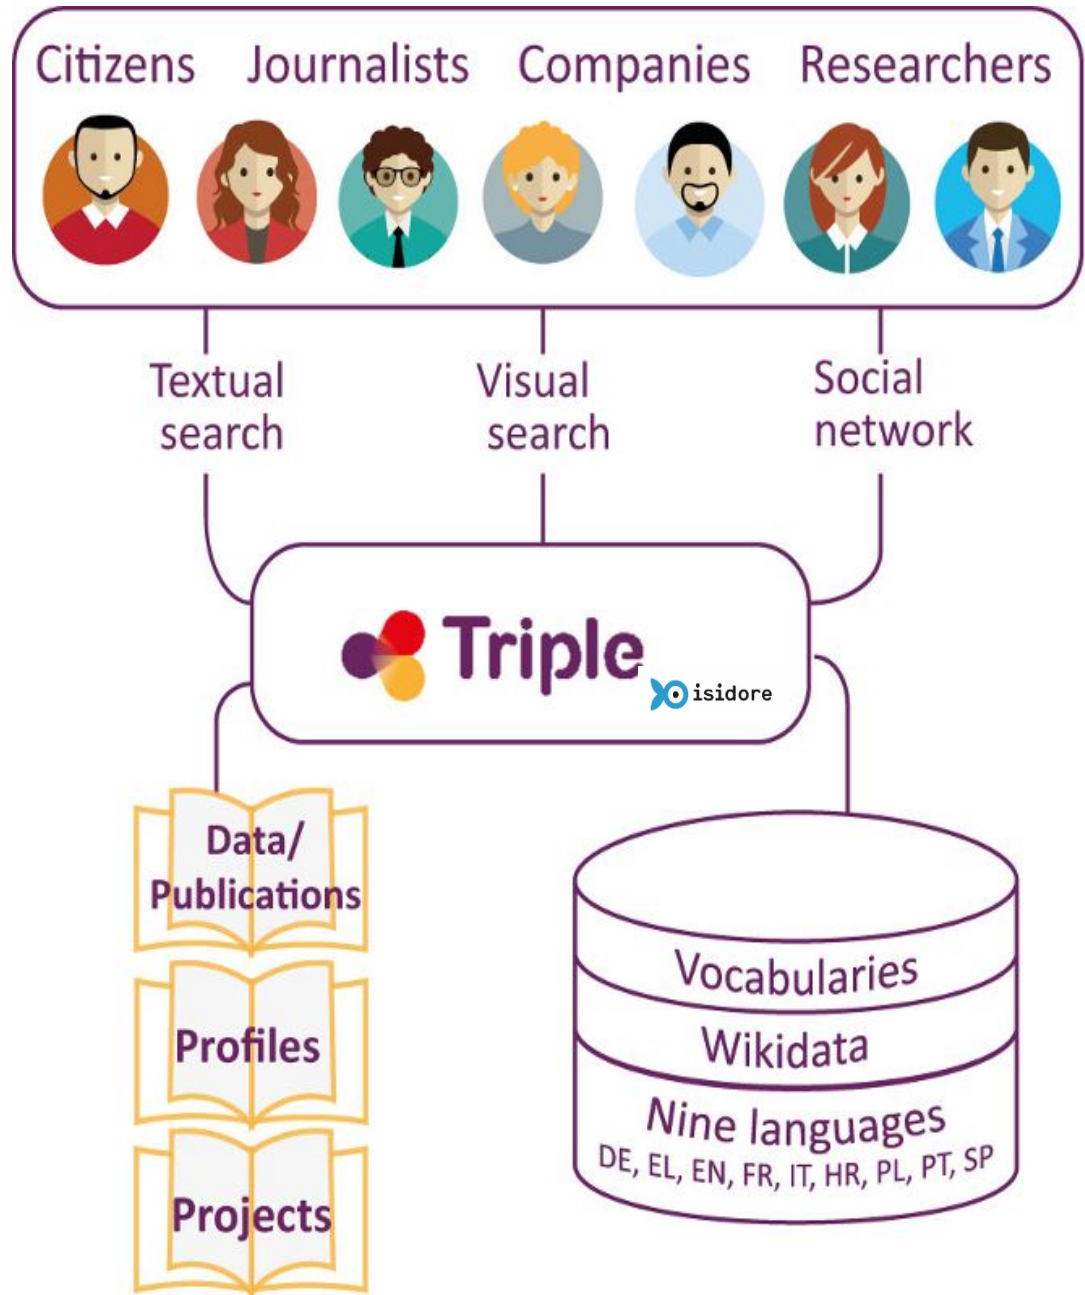 Citizens Journalists Companies Researchers
Textual
search
Visual
search
Social
network
Triple
isidore
Data/
Publications
Profiles
Projects
Vocabularies
Wikidata
Nine languages
DE, EL, EN, FR, IT, HR, PL, PT, SP